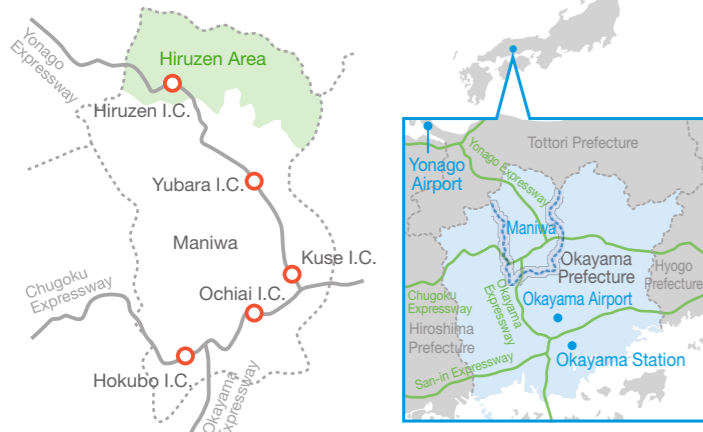 Yonago
Expressway
Hiruzen Area
Hiruzen I.C.
Yubara I.C.
Maniwa
Kuse I.C.
Chugoku
Expressway
Ochiai I.C.
Hokubo I.C.
Okayama
Expressway
Tottori Prefecture
Yonago
Airport
Yonago Expressway
Maniwa
Okayama
Prefecture
Hyogo
Prefecture
Chugoku
Expressway
Okayama
Expressway
Okayama Airport
Hiroshima
Prefecture
Okayama Station
San-in Expressway